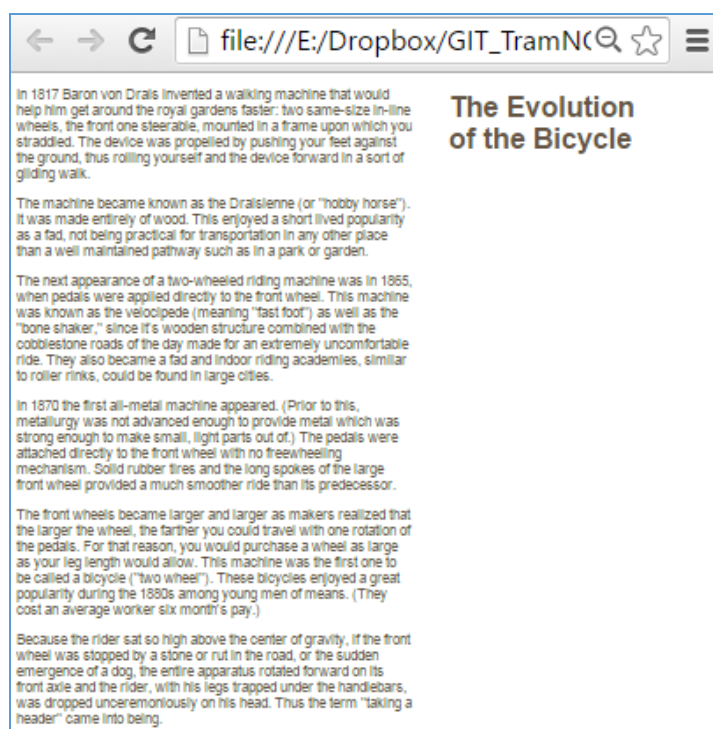 file:///E:/Dropbox/GIT_TramN(
The Evolution
of the Bicycle
In 1817 Baron von Drais invented a walking machine that would
help him get around the royal gardens faster: two same-size in-line
wheels, the front one steerable, mounted in a frame upon which you
straddled. The device was propelled by pushing your feet against
the ground, thus rolling yourself and the device forward in a sort of
gliding walk.
The machine became known as the Draisienne (or "hobby horse").
It was made entirely of wood. This enjoyed a short lived popularity
as a fad, not being practical for transportation in any other place
than a well maintained pathway such as in a park or garden.
The next appearance of a two-wheeled riding machine was in 1865,
when pedals were applied directly to the front wheel. This machine
was known as the velocipede (meaning "fast foot") as well as the
"bone shaker," since it's wooden structure combined with the
cobblestone roads of the day made for an extremely uncomfortable
ride. They also became a fad and indoor riding academies, similar
to roller rinks, could be found in large cities.
In 1870 the first all-metal machine appeared. (Prior to this,
metallurgy was not advanced enough to provide metal which was
strong enough to make small, light parts out of.) The pedals were
attached directly to the front wheel with no freewheeling
mechanism. Solid rubber tires and the long spokes of the large
front wheel provided a much smoother ride than its predecessor.
The front wheels became larger and larger as makers realized that
the larger the wheel, the farther you could travel with one rotation of
the pedals. For that reason, you would purchase a wheel as large
as your leg length would allow. This machine was the first one to
be called a bicycle ("two wheel"). These bicycles enjoyed a great
popularity during the 1880s among young men of means. (They
cost an average worker six month's pay.)
Because the rider sat so high above the center of gravity, if the front
wheel was stopped by a stone or rut in the road, or the sudden
emergence of a dog, the entire apparatus rotated forward on its
front axle and the rider, with his legs trapped under the handlebars,
was dropped unceremoniously on his head. Thus the term "taking a
header" came into being.